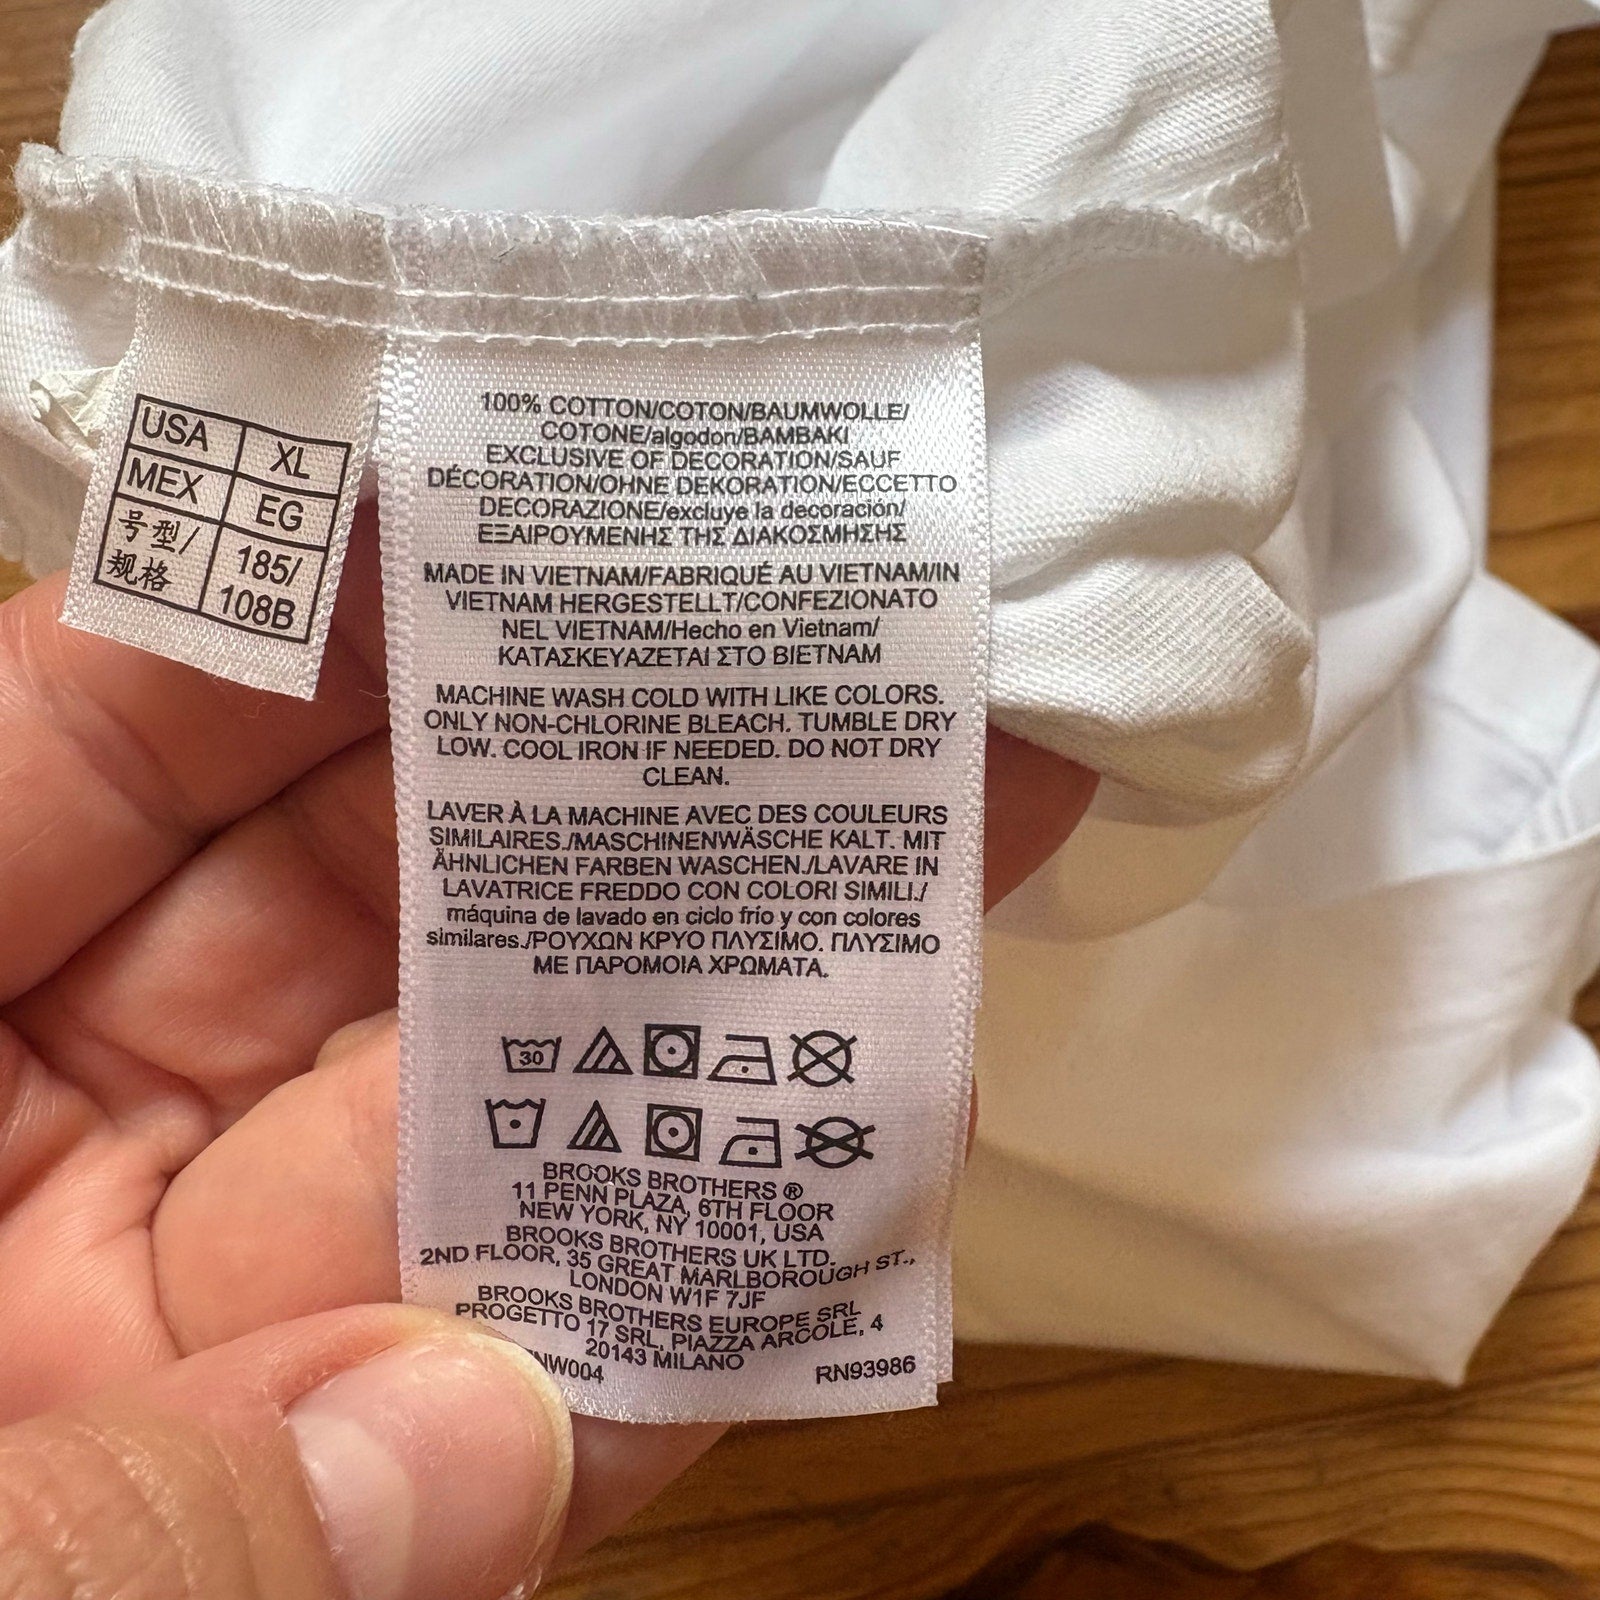 USA XL
MEX EG
号型/ 185/
规格 108B
100% COTTON/COTON/BAUMWOLLE/
COTONE/algodon/BAMBAKI
EXCLUSIVE OF DECORATION/SAUF
DÉCORATION/OHNE DEKORATION/ECCETTO
DECORAZIONE/excluye la decoración/
ΕΞΑΙΡΟΥΜΕΝΗΣ ΤΗΣ ΔΙΑΚΟΣΜΗΣΗΣ
MADE IN VIETNAM/FABRIQUÉ AU VIETNAM/IN
VIETNAM HERGESTELLT/CONFEZIONATO
NEL VIETNAM/Hecho en Vietnam/
ΚΑΤΑΣΚΕΥΑΖΕΤΑΙ ΣΤΟ ΒΙΕΤΝΑΜ
MACHINE WASH COLD WITH LIKE COLORS.
ONLY NON-CHLORINE BLEACH. TUMBLE DRY
LOW. COOL IRON IF NEEDED. DO NOT DRY
CLEAN.
LAVER À LA MACHINE AVEC DES COULEURS
SIMILAIRES./MASCHINENWÄSCHE KALT. MIT
ÄHNLICHEN FARBEN WASCHEN./LAVARE IN
LAVATRICE FREDDO CON COLORI SIMILI./
máquina de lavado en ciclo frío y con colores
similares./ΡΟΥΧΩΝ ΚΡΥΟ ΠΛΥΣΙΜΟ. ΠΛΥΣΙΜΟ
ΜΕ ΠΑΡΟΜΟΙΑ ΧΡΩΜΑΤΑ.
30
BROOKS BROTHERS ®
11 PENN PLAZA, 6TH FLOOR
NEW YORK, NY 10001, USA
BROOKS BROTHERS UK LTD.
2ND FLOOR, 35 GREAT MARLBOROUGH ST.,
LONDON W1F 7JF
BROOKS BROTHERS EUROPE SRL
PROGETTO 17 SRL, PIAZZA ARCOLE, 4
20143 MILANO
RN93986